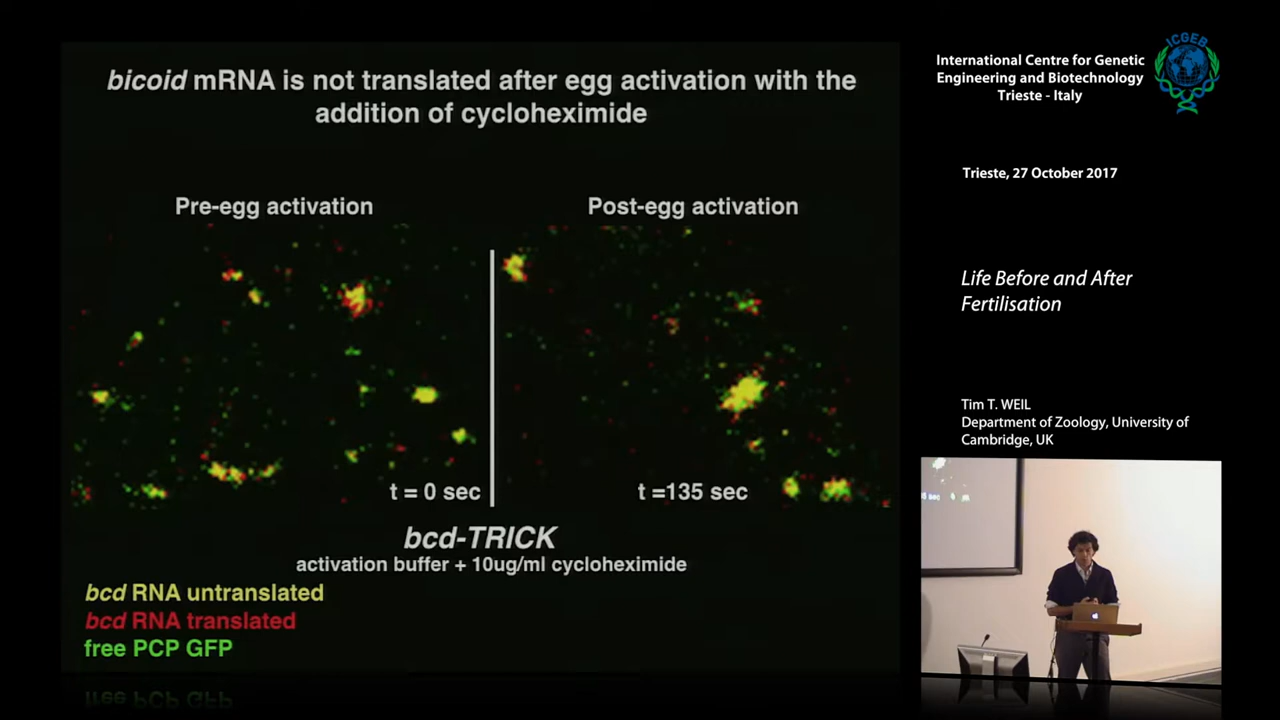 bicoid mRNA is not translated after egg activation with the
addition of cycloheximide
Pre-egg activation
Post-egg activation
t = 0 sec
t =135 sec
bcd-TRICK
activation buffer + 10ug/ml cycloheximide
bcd RNA untranslated
bcd RNA translated
free PCP GFP
International Centre for Genetic
Engineering and Biotechnology
Trieste - Italy
ICGEB
Trieste, 27 October 2017
Life Before and After
Fertilisation
Tim T. WEIL
Department of Zoology, University of
Cambridge, UK